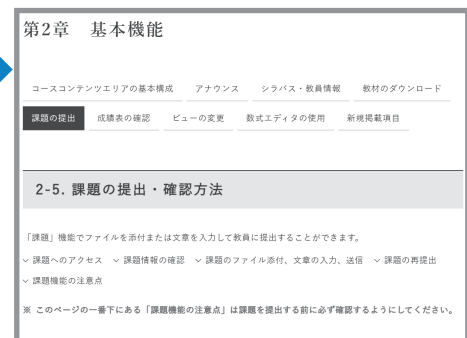 第2章　基本機能
コースコンテンツエリアの基本構成　アナウンス　シラバス・教員情報　教材のダウンロード
課題の提出　成績表の確認　ビューの変更　数式エディタの使用　新規掲載項目
2-5. 課題の提出・確認方法
「課題」機能でファイルを添付または文章を入力して教員に提出することができます。
課題へのアクセス　課題情報の確認　課題のファイル添付、文章の入力、送信　課題の再提出
課題機能の注意点
※ このページの一番下にある「課題機能の注意点」は課題を提出する前に必ず確認するようにしてください。